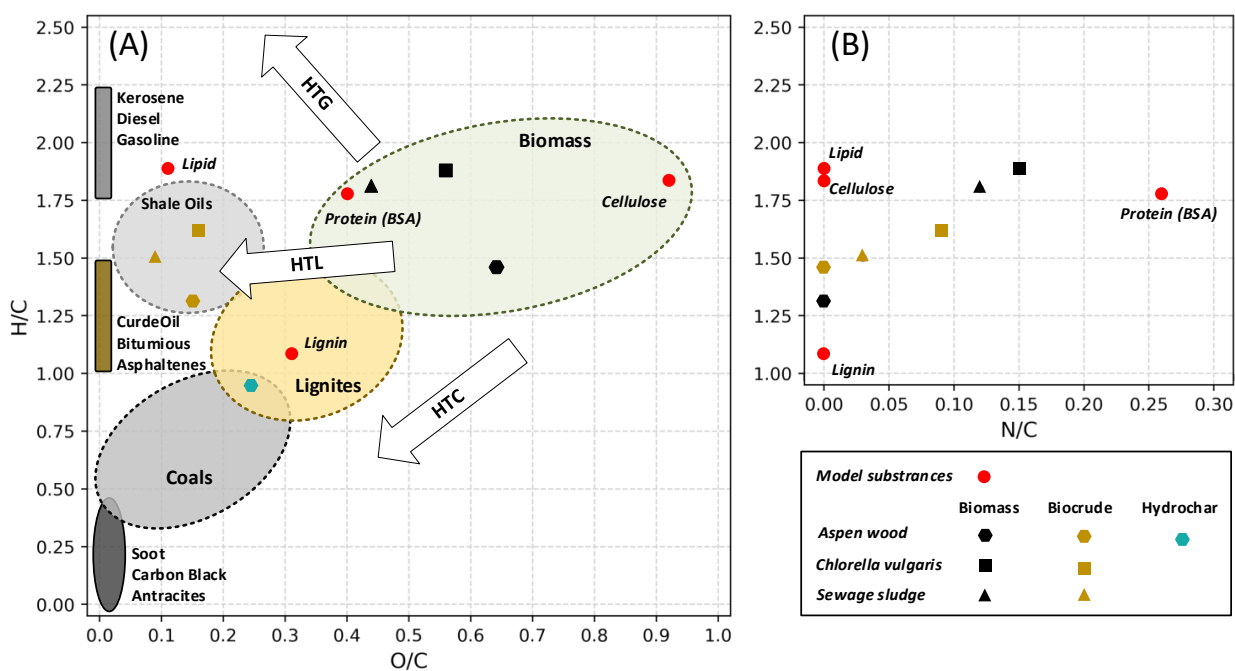 (A)
HTG
Kerosene
Diesel
Gasoline
Lipid
Biomass
Shale Oils
Protein (BSA)
Cellulose
HTL
CurdeOil
Bitumious
Asphaltenes
Lignin
Lignites
HTC
Coals
Soot
Carbon Black
Antracites
H/C
2.50
2.25
2.00
1.75
1.50
1.25
1.00
0.75
0.50
0.25
0.00
0.0 0.1 0.2 0.3 0.4 0.5 0.6 0.7 0.8 0.9 1.0
O/C
(B)
2.50
2.25
2.00
1.75
1.50
1.25
1.00
Lipid
Cellulose
Protein (BSA)
Lignin
0.00 0.05 0.10 0.15 0.20 0.25 0.30
N/C
Model substrances
Biomass Biocrude Hydrochar
Aspen wood
Chlorella vulgaris
Sewage sludge